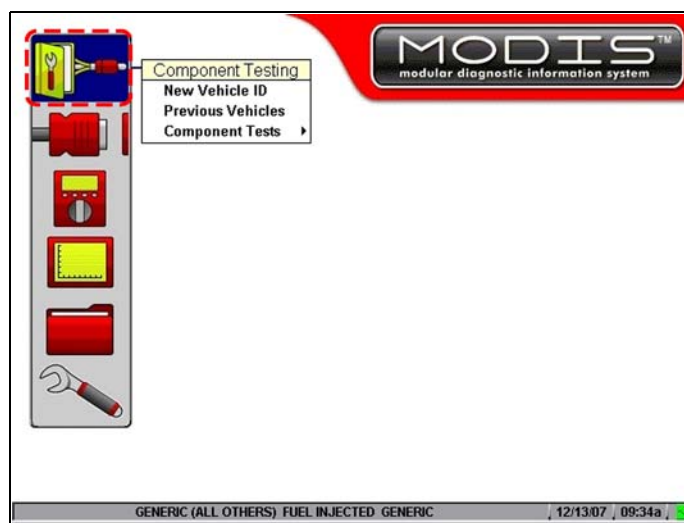 MODIS™
modular diagnostic information system
Component Testing
New Vehicle ID
Previous Vehicles
Component Tests
GENERIC (ALL OTHERS) FUEL INJECTED GENERIC
12/13/07
09:34a